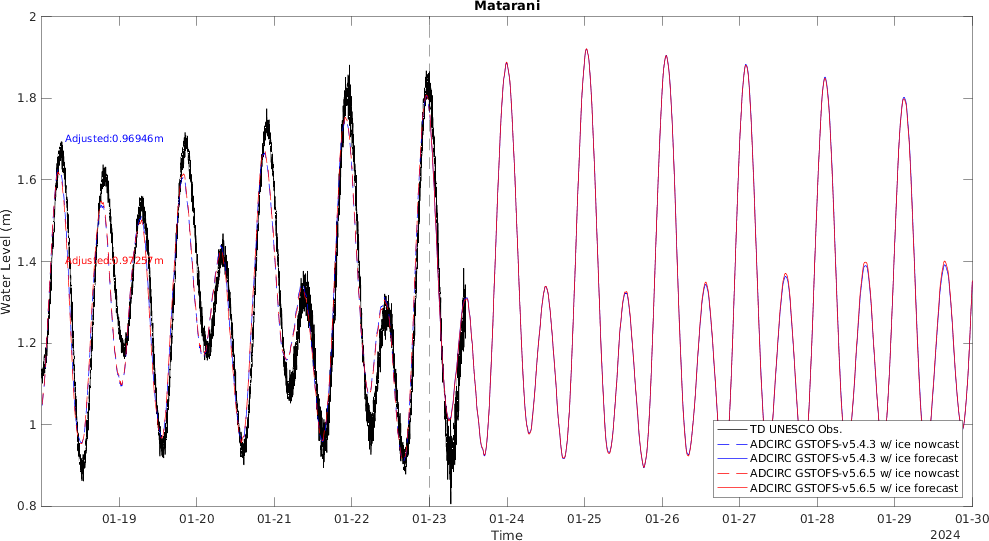 Matarani
Water Level (m)
2
1.8
1.6
1.4
1.2
1
0.8
Adjusted:0.96946m
Adjusted:0.97257m
TD UNESCO Obs.
ADCIRC GSTOFS-v5.4.3 w/ ice nowcast
ADCIRC GSTOFS-v5.4.3 w/ ice forecast
ADCIRC GSTOFS-v5.6.5 w/ ice nowcast
ADCIRC GSTOFS-v5.6.5 w/ ice forecast
01-19 01-20 01-21 01-22 01-23 01-24 01-25 01-26 01-27 01-28 01-29 01-30
Time
2024